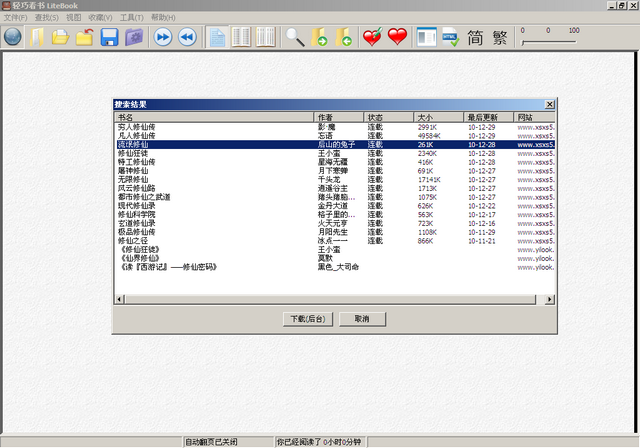 轻巧看书 LiteBook
文件(F) 查找(S) 视图 收藏(V) 工具(T) 帮助(H)
HTML 简 繁 0 0 100
搜索结果
书名 作者 状态 大小 最后更新 网站
穷人修仙传 影·魔 连载 2991K 10-12-29 www.xsxs5.
凡人修仙传 忘语 连载 49584K 10-12-29 www.xsxs5.
流氓修仙 后山的兔子 连载 261K 10-12-28 www.xsxs5.
修仙狂徒 王小蛮 连载 2340K 10-12-28 www.xsxs5.
特工修仙传 星海无疆 连载 416K 10-12-28 www.xsxs5.
屠神修仙 月下寒蝉 连载 691K 10-12-27 www.xsxs5.
无限修仙 千头龙 连载 17141K 10-12-27 www.xsxs5.
风云修仙路 逍遥谷主 连载 1713K 10-12-27 www.xsxs5.
都市修仙之武道 猪头猪脑... 连载 1075K 10-12-27 www.xsxs5.
现代修仙录 金丹大道 连载 626K 10-12-22 www.xsxs5.
修仙科学院 格子里的... 连载 563K 10-12-17 www.xsxs5.
玄道修仙录 火天元亨 连载 723K 10-12-16 www.xsxs5.
极品修仙传 月阳先生 连载 1108K 10-11-29 www.xsxs5.
修仙之径 冰点一一 连载 866K 10-11-21 www.xsxs5.
《修仙狂徒》 王小蛮 www.yilook.
《仙界修仙》 莫默 www.yilook.
《读『西游记』──修仙密码》 黑色_大司命 www.yilook.
下载(后台) 取消
自动翻页已关闭 你已经阅读了 0小时0分钟